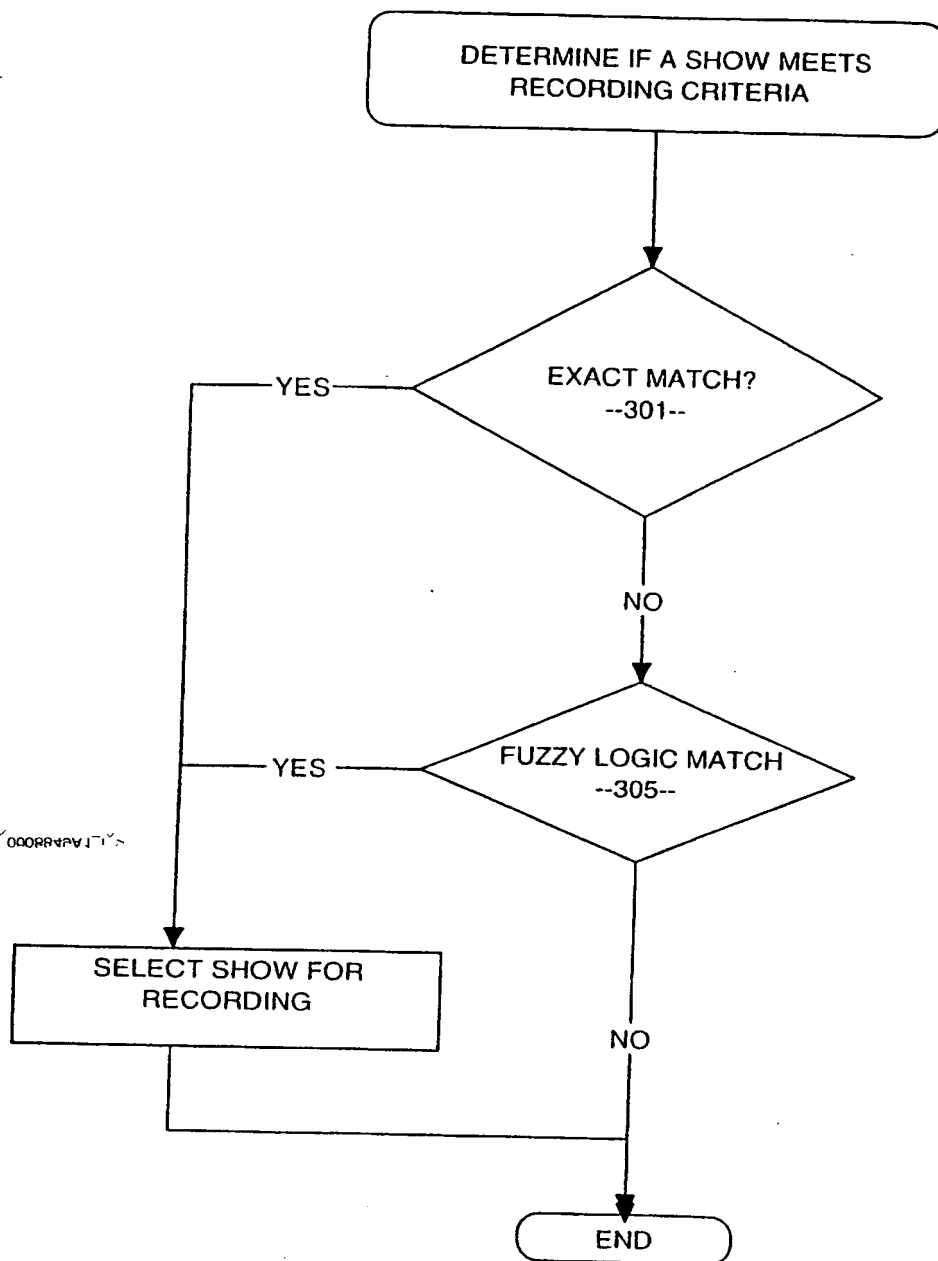 DETERMINE IF A SHOW MEETS
RECORDING CRITERIA
EXACT MATCH?
--301--
YES
NO
FUZZY LOGIC MATCH
--305--
YES
SELECT SHOW FOR
RECORDING
NO
END